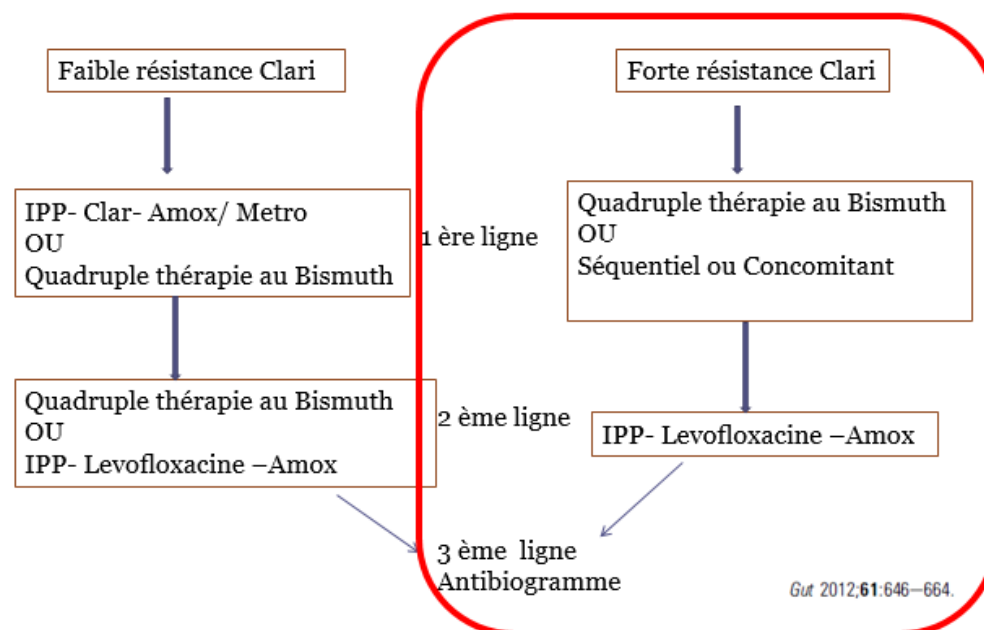 Faible résistance Clari
Forte résistance Clari
IPP- Clar- Amox/ Metro
OU
Quadruple thérapie au Bismuth
1 ère ligne
Quadruple thérapie au Bismuth
OU
Séquentiel ou Concomitant
Quadruple thérapie au Bismuth
OU
IPP- Levofloxacine –Amox
2 ème ligne
IPP- Levofloxacine –Amox
3 ème ligne
Antibiogramme
Gut 2012;61:646–664.